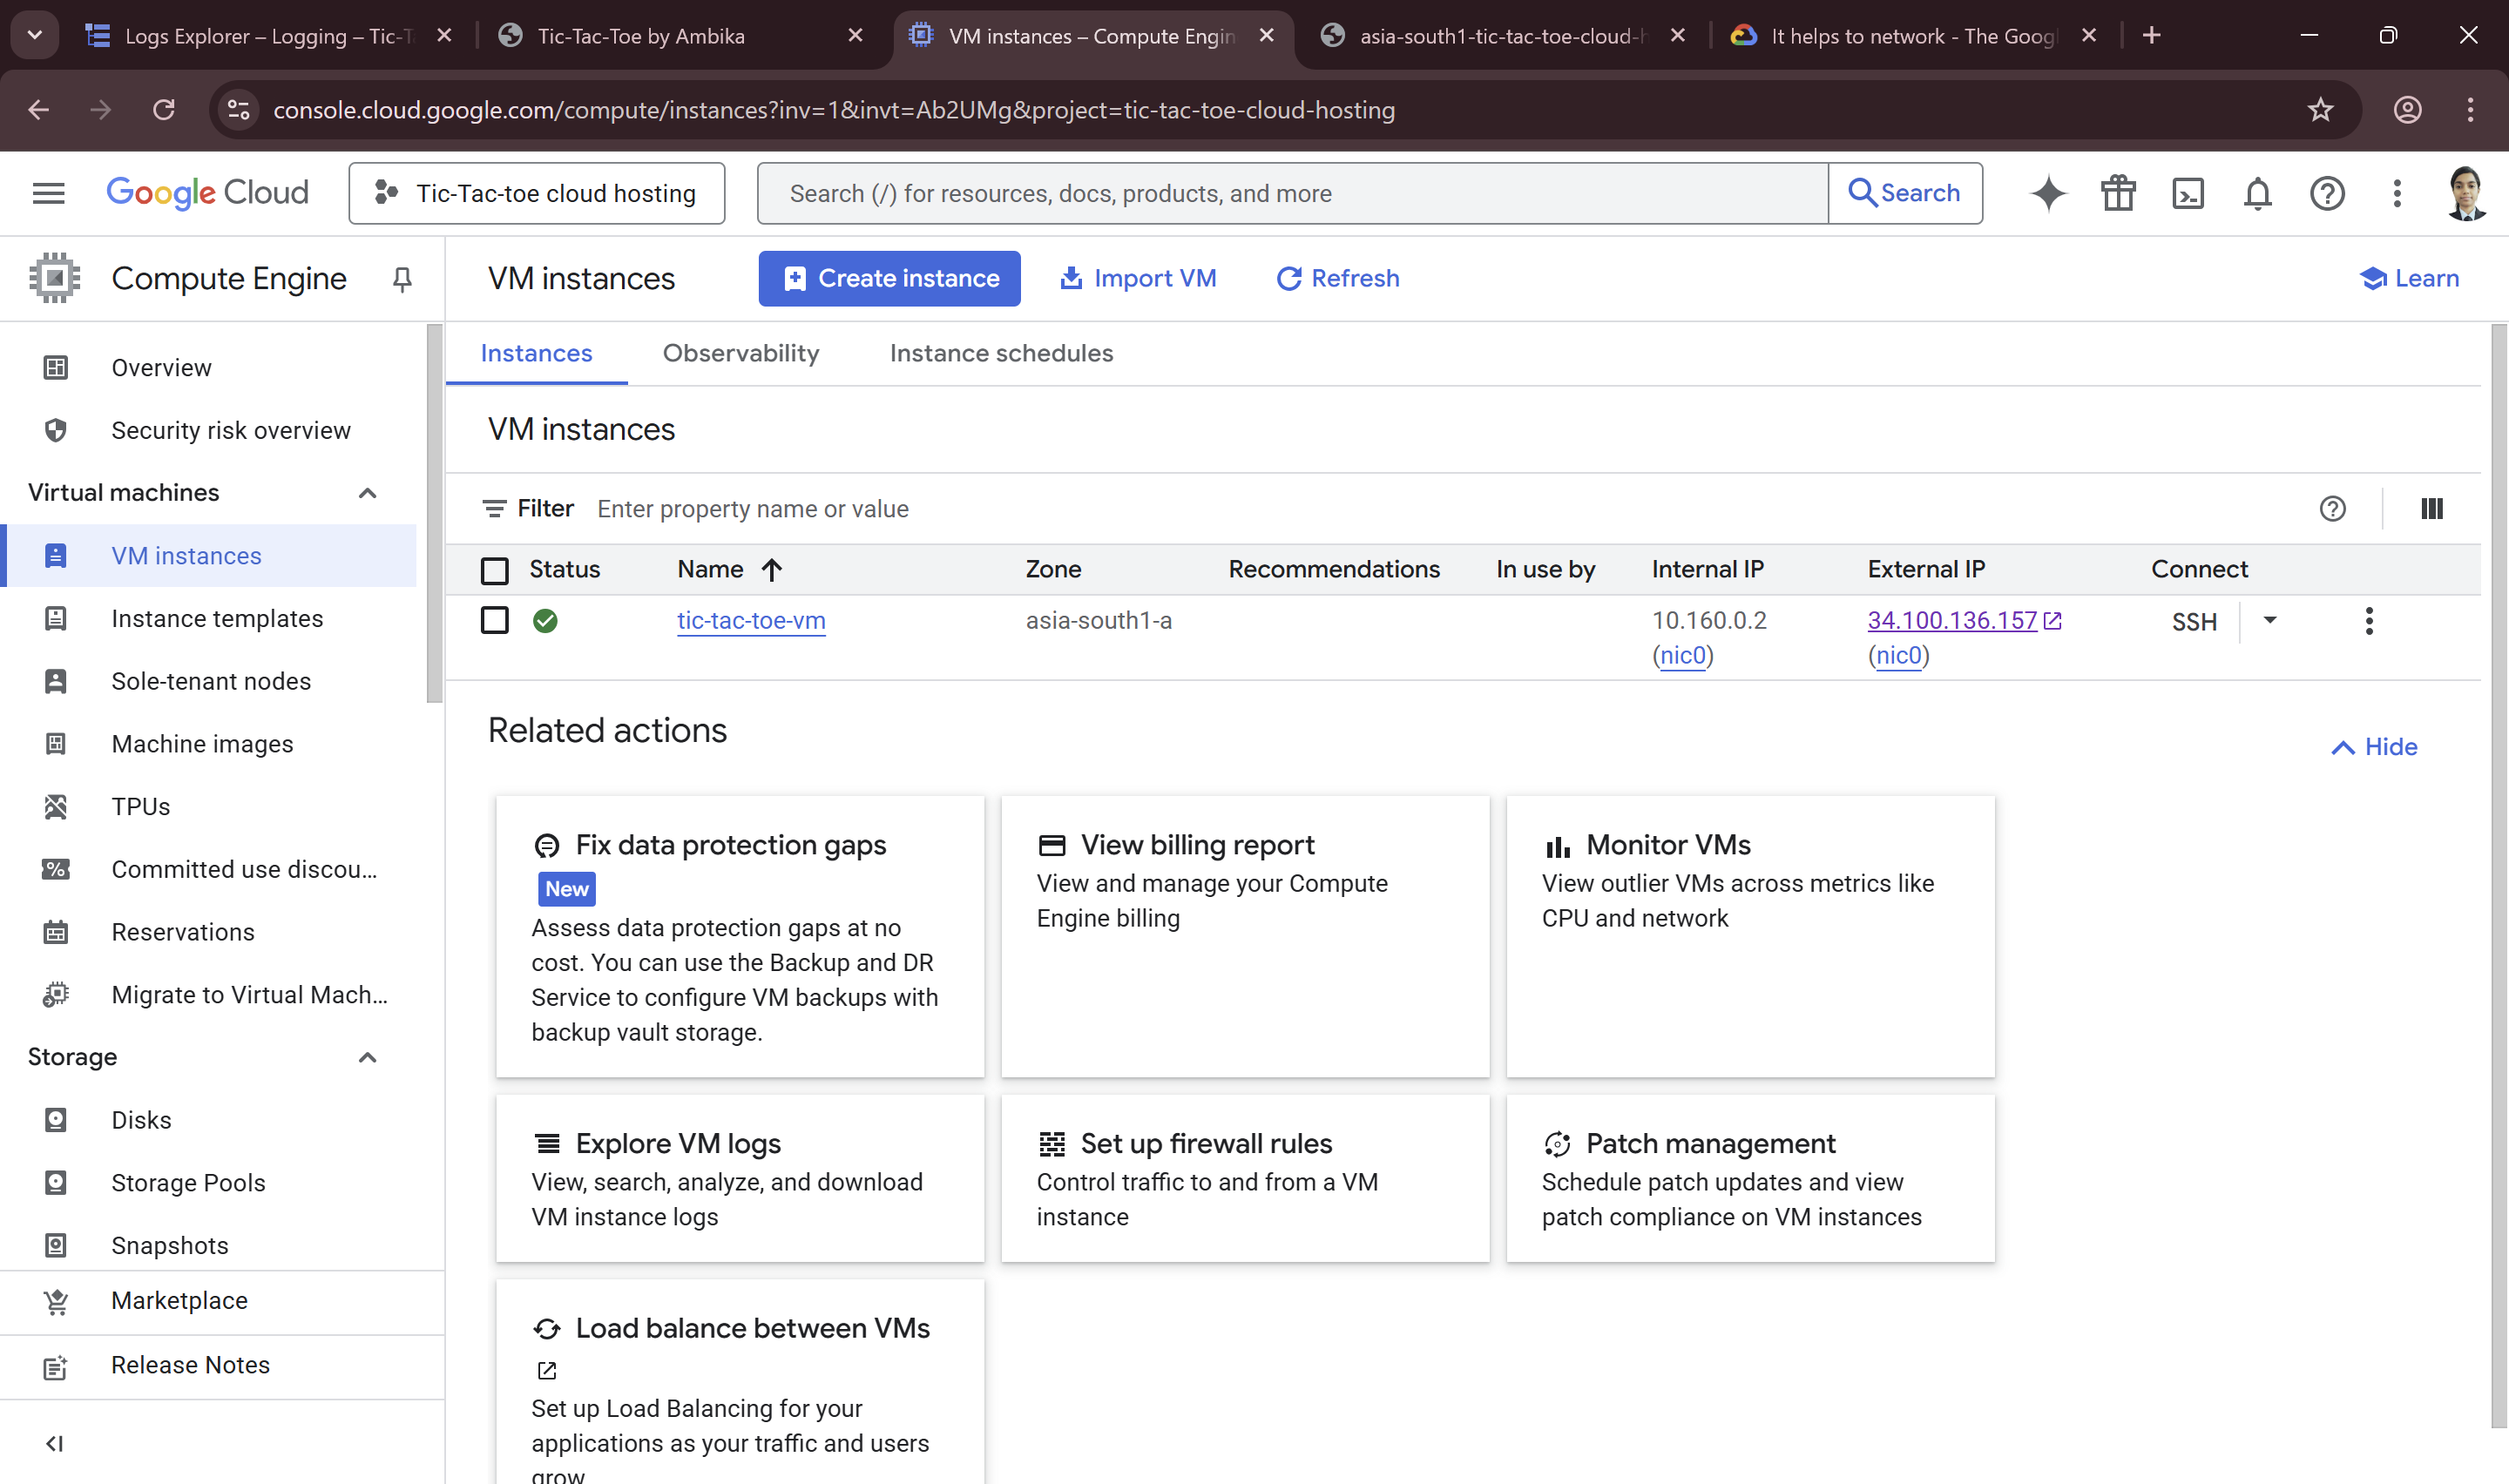 Logs Explorer – Logging – Tic-T
Tic-Tac-Toe by Ambika
VM instances – Compute Engin
asia-south1-tic-tac-toe-cloud-h
It helps to network - The Googl
console.cloud.google.com/compute/instances?inv=1&invt=Ab2UMg&project=tic-tac-toe-cloud-hosting
Google Cloud
Tic-Tac-toe cloud hosting
Search (/) for resources, docs, products, and more
Search
Compute Engine
VM instances
Create instance
Import VM
Refresh
Learn
Overview
Security risk overview
Virtual machines
VM instances
Instance templates
Sole-tenant nodes
Machine images
TPUs
Committed use discou...
Reservations
Migrate to Virtual Mach...
Storage
Disks
Storage Pools
Snapshots
Marketplace
Release Notes
Instances
Observability
Instance schedules
VM instances
Filter Enter property name or value
Status Name Zone Recommendations In use by Internal IP External IP Connect
tic-tac-toe-vm asia-south1-a 10.160.0.2 34.100.136.157 SSH
(nic0) (nic0)
Related actions
Hide
Fix data protection gaps
New
Assess data protection gaps at no
cost. You can use the Backup and DR
Service to configure VM backups with
backup vault storage.
View billing report
View and manage your Compute
Engine billing
Monitor VMs
View outlier VMs across metrics like
CPU and network
Explore VM logs
View, search, analyze, and download
VM instance logs
Set up firewall rules
Control traffic to and from a VM
instance
Patch management
Schedule patch updates and view
patch compliance on VM instances
Load balance between VMs
Set up Load Balancing for your
applications as your traffic and users
grow